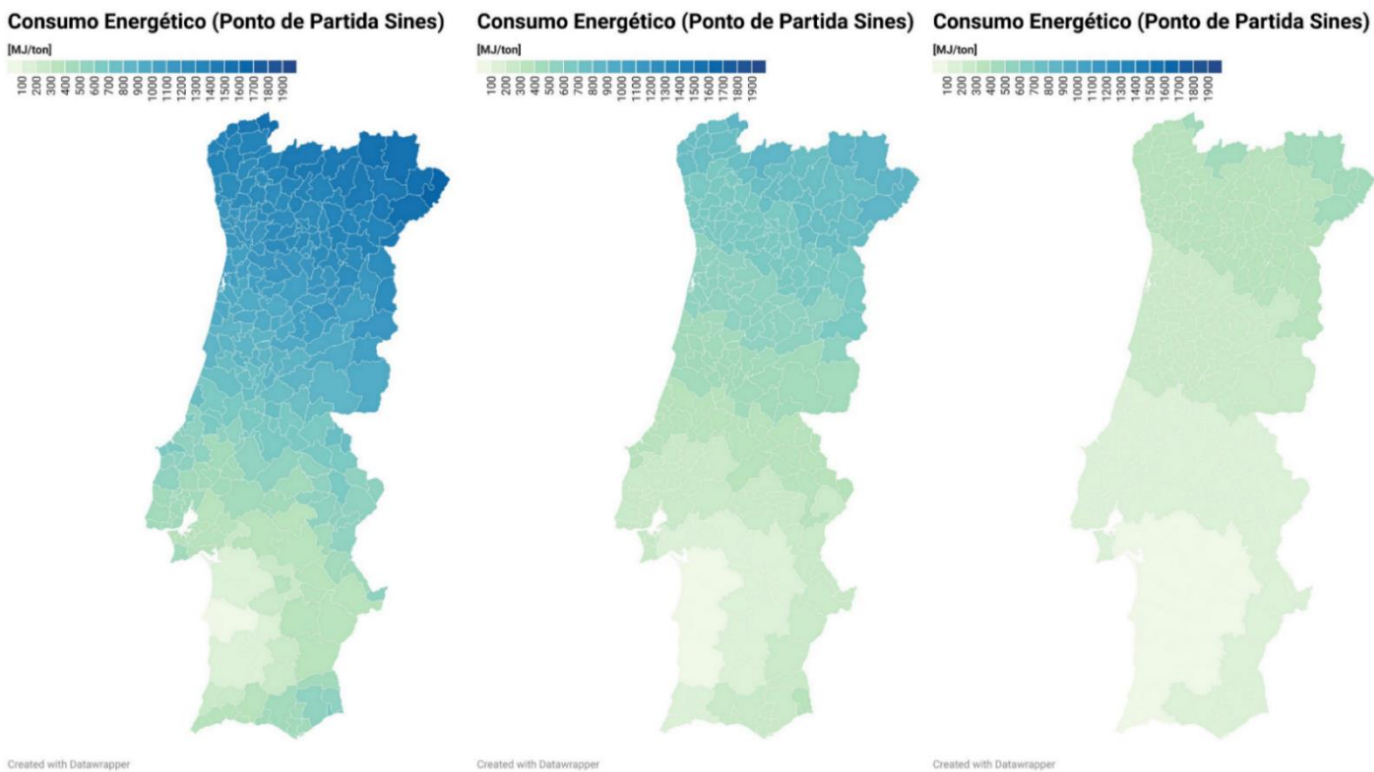 Consumo Energético (Ponto de Partida Sines)
[MJ/ton]
100 200 300 400 500 600 700 800 900 1000 1100 1200 1300 1400 1500 1600 1700 1800 1900
Created with Datawrapper
Consumo Energético (Ponto de Partida Sines)
[MJ/ton]
100 200 300 400 500 600 700 800 900 1000 1100 1200 1300 1400 1500 1600 1700 1800 1900
Created with Datawrapper
Consumo Energético (Ponto de Partida Sines)
[MJ/ton]
100 200 300 400 500 600 700 800 900 1000 1100 1200 1300 1400 1500 1600 1700 1800 1900
Created with Datawrapper